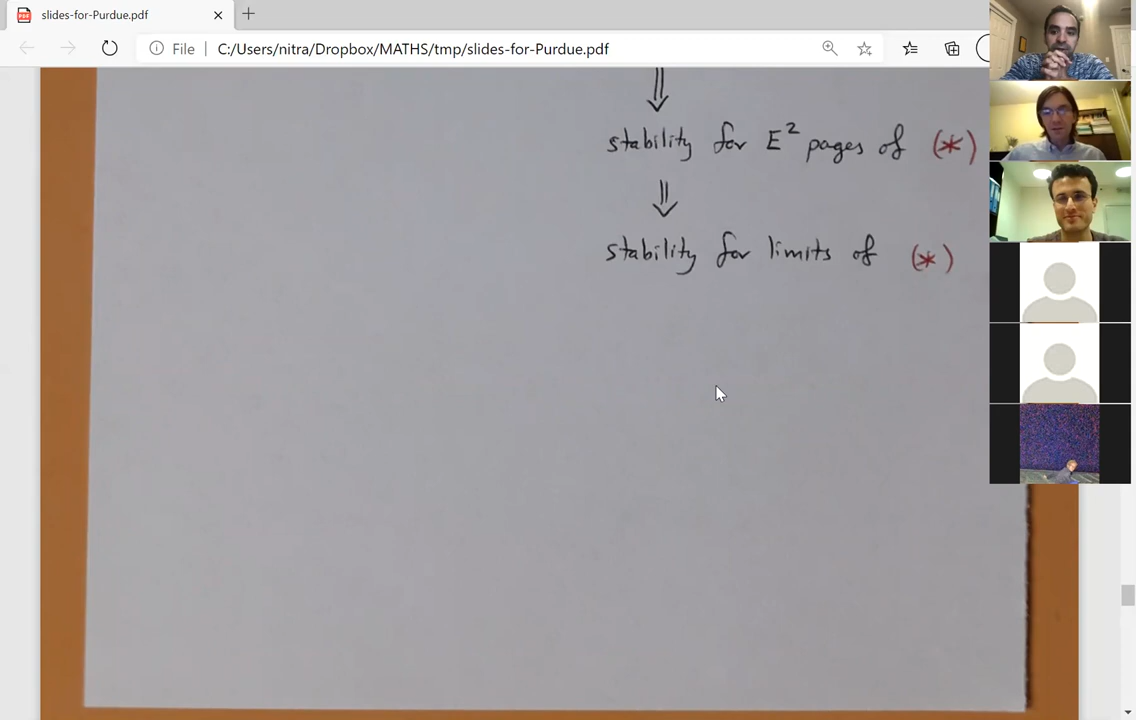 slides-for-Purdue.pdf
File C:/Users/nitra/Dropbox/MATHS/tmp/slides-for-Purdue.pdf
⇓
stability for E² pages of (*)
⇓
stability for limits of (*)